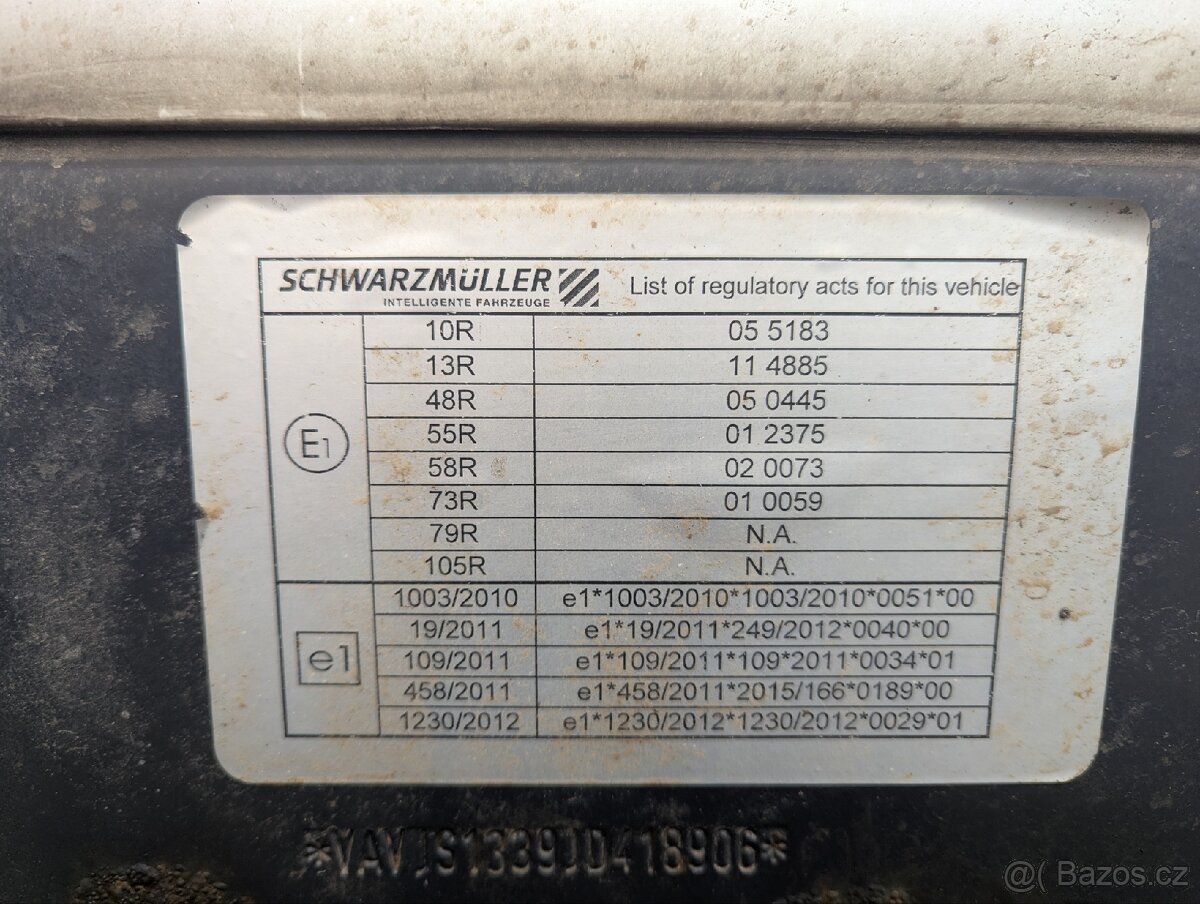 SCHWARZMÜLLER List of regulatory acts for this vehicle
INTELLIGENTE FAHRZEUGE
E1
10R 05 5183
13R 11 4885
48R 05 0445
55R 01 2375
58R 02 0073
73R 01 0059
79R N.A.
105R N.A.
e1
1003/2010 e1*1003/2010*1003/2010*0051*00
19/2011 e1*19/2011*249/2012*0040*00
109/2011 e1*109/2011*109*2011*0034*01
458/2011 e1*458/2011*2015/166*0189*00
1230/2012 e1*1230/2012*1230/2012*0029*01
*VAVJS1339JD418906*
@( Bazos.cz